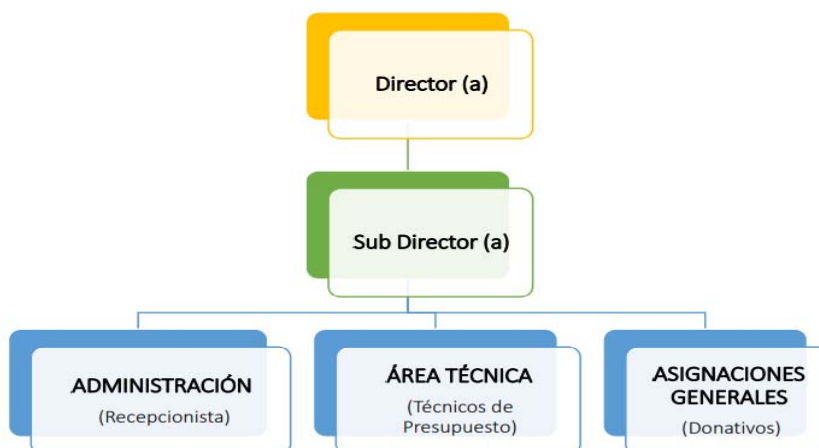 Director (a)
Sub Director (a)
ADMINISTRACIÓN
(Recepcionista)
ÁREA TÉCNICA
(Técnicos de
Presupuesto)
ASIGNACIONES
GENERALES
(Donativos)